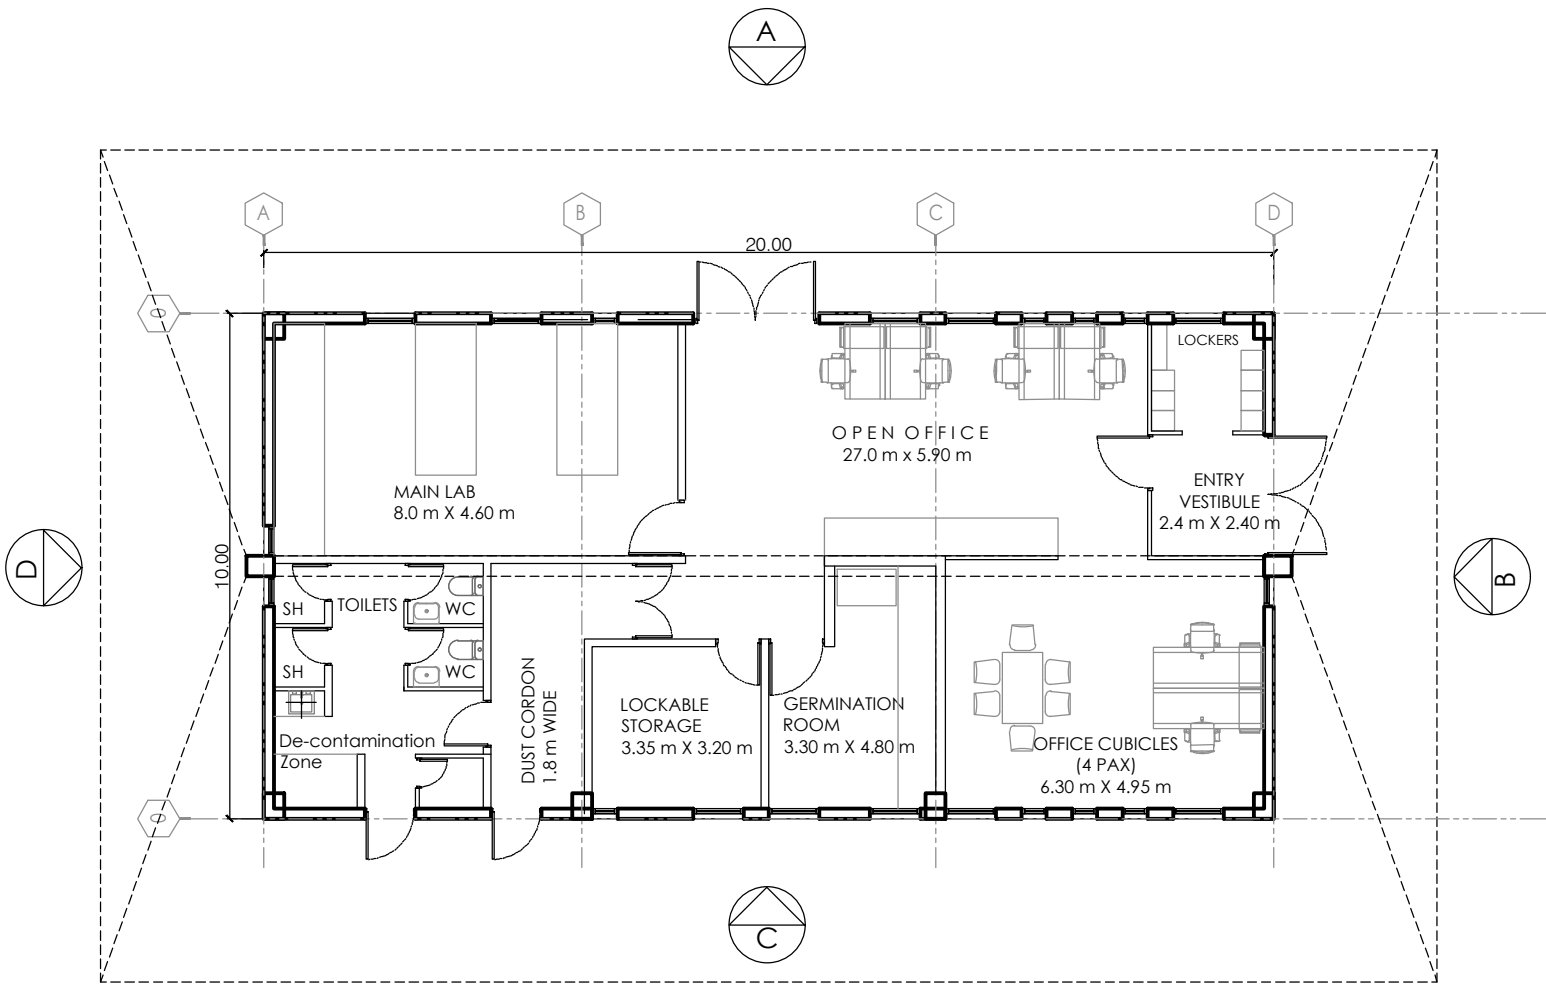 A
A
B
C
D
20.00
0
LOCKERS
OPEN OFFICE
27.0 m x 5.90 m
MAIN LAB
8.0 m X 4.60 m
ENTRY
VESTIBULE
2.4 m X 2.40 m
D
10.00
B
SH
TOILETS
WC
SH
WC
DUST CORDON
1.8 m WIDE
LOCKABLE
STORAGE
3.35 m X 3.20 m
GERMINATION
ROOM
3.30 m X 4.80 m
De-contamination
Zone
OFFICE CUBICLES
(4 PAX)
6.30 m X 4.95 m
0
C